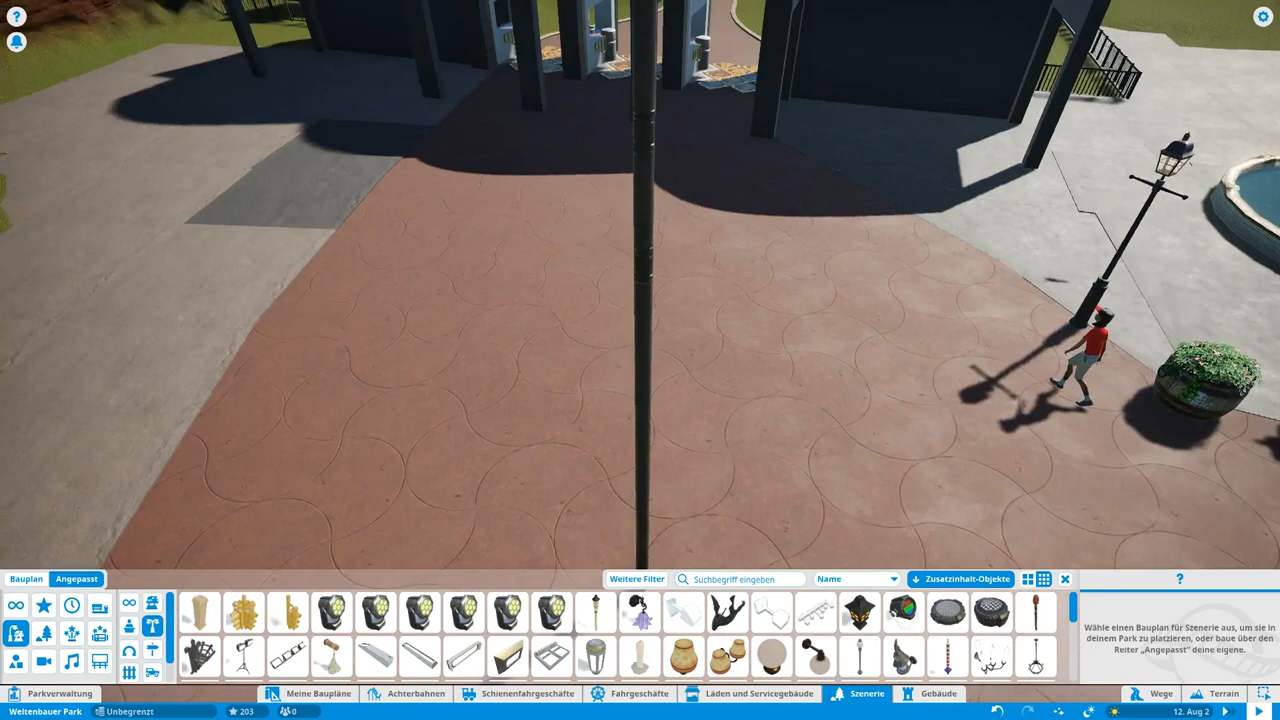 ?
Bauplan
Angepasst
Weitere Filter
Suchbegriff eingeben
Name
Zusatzinhalt-Objekte
?
Wähle einen Bauplan für Szenerie aus, um sie in
deinem Park zu platzieren, oder baue über den
Reiter „Angepasst" deine eigene.
Parkverwaltung
Meine Baupläne
Achterbahnen
Schienenfahrgeschäfte
Fahrgeschäfte
Läden und Servicegebäude
Szenerie
Gebäude
Wege
Terrain
Weltenbauer Park
Unbegrenzt
203
0
12. Aug 2